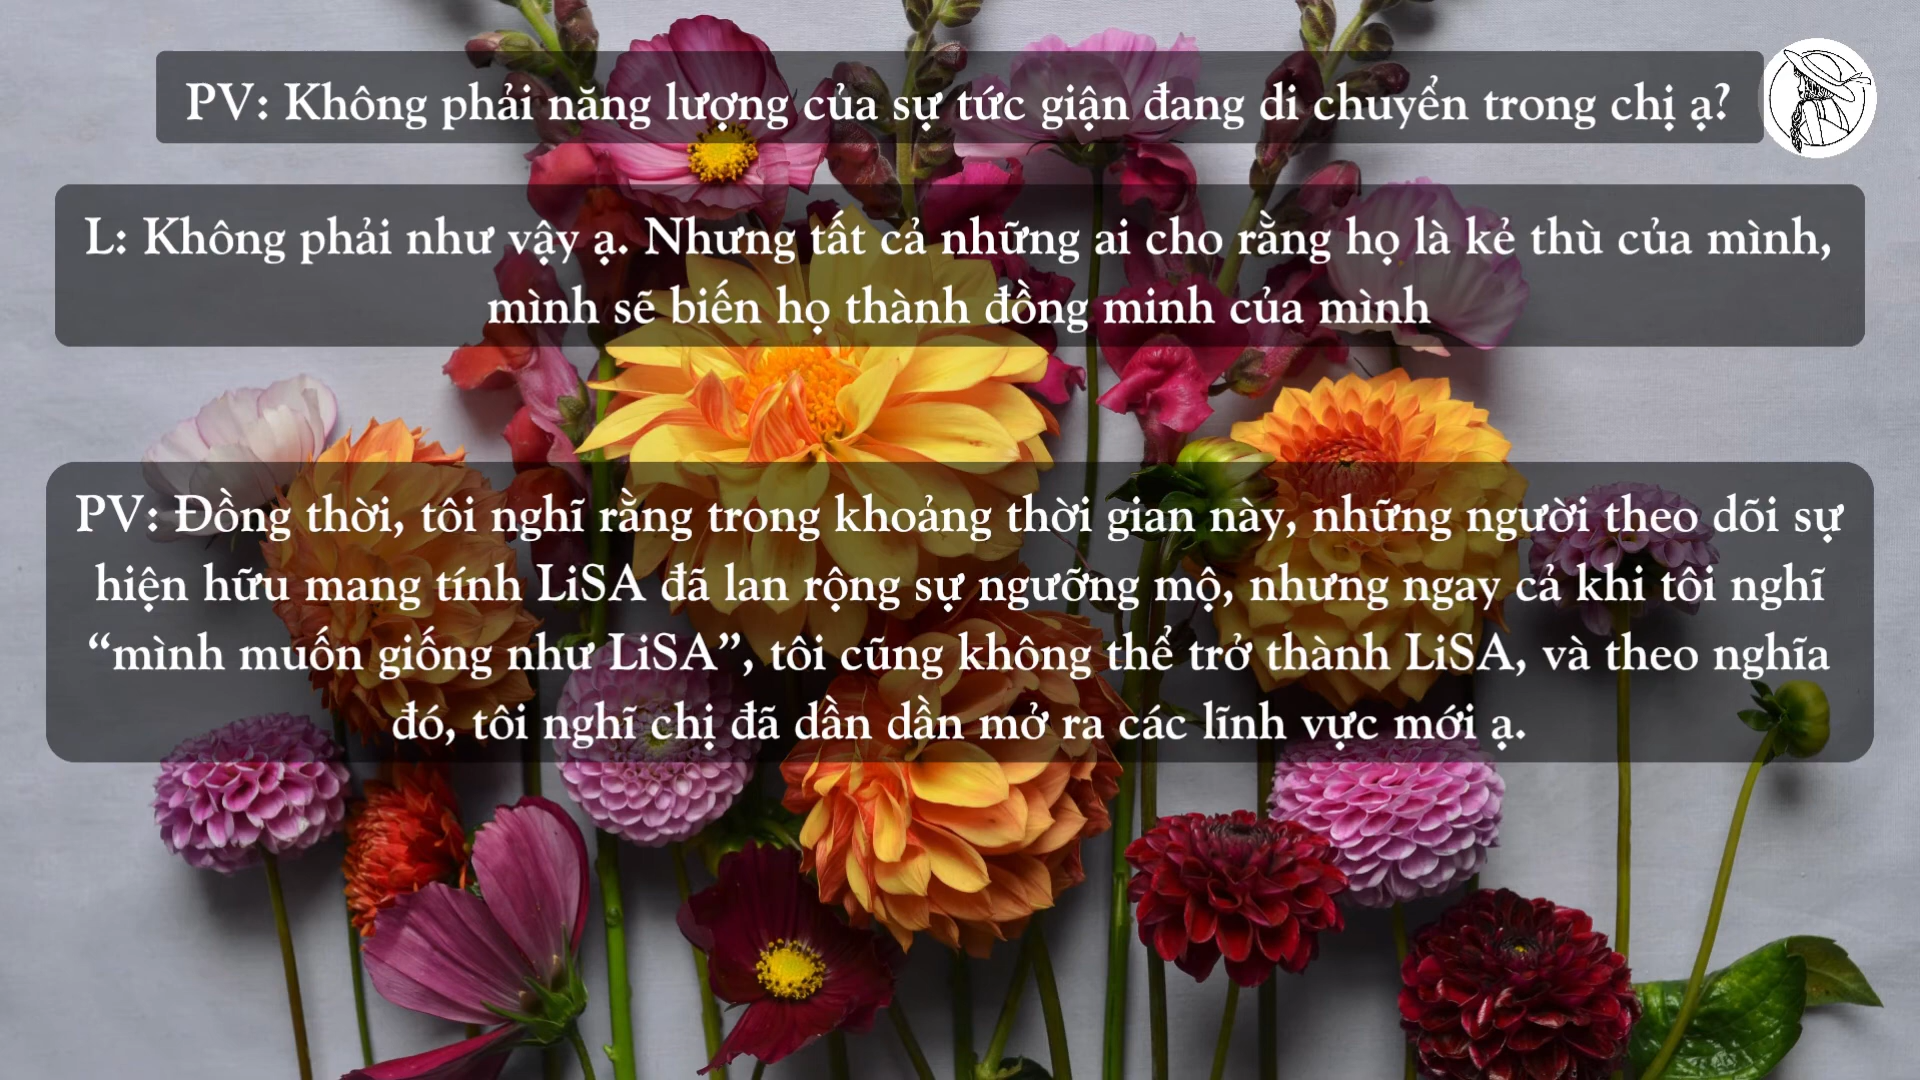 PV: Không phải năng lượng của sự tức giận đang di chuyển trong chị ạ?
L: Không phải như vậy ạ. Nhưng tất cả những ai cho rằng họ là kẻ thù của mình,
mình sẽ biến họ thành đồng minh của mình
PV: Đồng thời, tôi nghĩ rằng trong khoảng thời gian này, những người theo dõi sự
hiện hữu mang tính LiSA đã lan rộng sự ngưỡng mộ, nhưng ngay cả khi tôi nghĩ
“mình muốn giống như LiSA”, tôi cũng không thể trở thành LiSA, và theo nghĩa
đó, tôi nghĩ chị đã dần dần mở ra các lĩnh vực mới ạ.